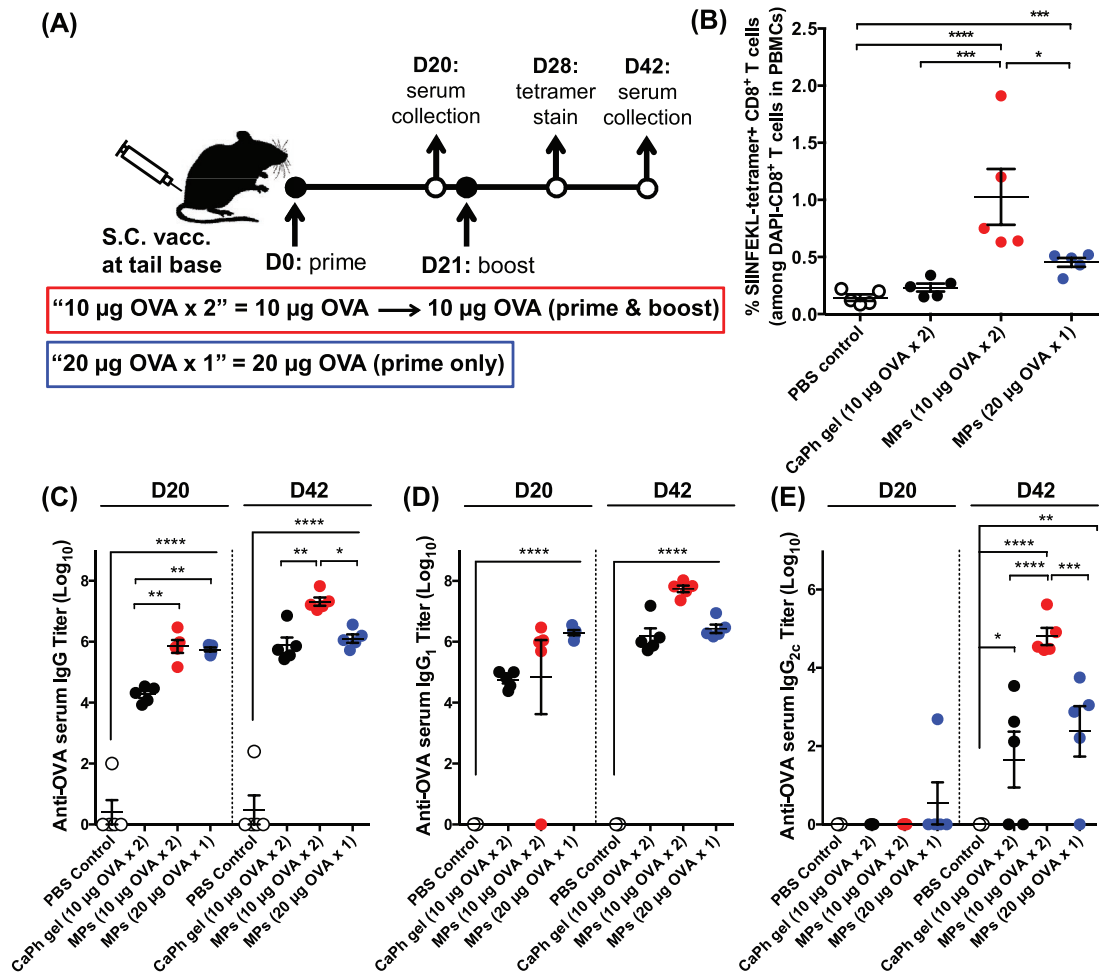 (A)
D20:
serum
collection
D28:
tetramer
stain
D42:
serum
collection
S.C. vacc.
at tail base
D0: prime
D21: boost
“10 µg OVA x 2” = 10 µg OVA → 10 µg OVA (prime & boost)
“20 µg OVA x 1” = 20 µg OVA (prime only)
(B)
% SIINFEKL-tetramer+ CD8⁺ T cells
(among DAPI-CD8⁺ T cells in PBMCs)
2.5
2.0
1.5
1.0
0.5
0.0
***
****
*** *
PBS control
CaPh gel (10 µg OVA x 2)
MPs (10 µg OVA x 2)
MPs (20 µg OVA x 1)
(C)
D20 D42
Anti-OVA serum IgG Titer (Log₁₀)
8
6
4
2
0
****
**
**
****
** *
PBS Control
CaPh gel (10 µg OVA x 2)
MPs (10 µg OVA x 2)
MPs (20 µg OVA x 1)
PBS Control
CaPh gel (10 µg OVA x 2)
MPs (10 µg OVA x 2)
MPs (20 µg OVA x 1)
(D)
D20 D42
Anti-OVA serum IgG₁ Titer (Log₁₀)
8
6
4
2
0
****
****
PBS Control
CaPh gel (10 µg OVA x 2)
MPs (10 µg OVA x 2)
MPs (20 µg OVA x 1)
PBS Control
CaPh gel (10 µg OVA x 2)
MPs (10 µg OVA x 2)
MPs (20 µg OVA x 1)
(E)
D20 D42
Anti-OVA serum IgG₂c Titer (Log₁₀)
6
4
2
0
**
****
**** ***
*
PBS Control
CaPh gel (10 µg OVA x 2)
MPs (10 µg OVA x 2)
MPs (20 µg OVA x 1)
PBS Control
CaPh gel (10 µg OVA x 2)
MPs (10 µg OVA x 2)
MPs (20 µg OVA x 1)